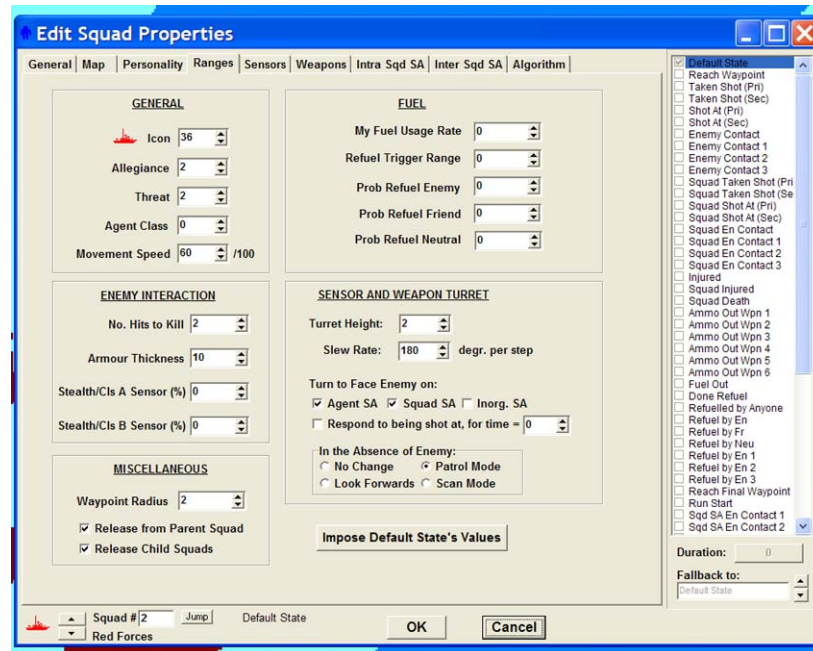 Edit Squad Properties
General Map Personality Ranges Sensors Weapons Intra Sqd SA Inter Sqd SA Algorithm
GENERAL
Icon 36
Allegiance 2
Threat 2
Agent Class 0
Movement Speed 60 /100
ENEMY INTERACTION
No. Hits to Kill 2
Armour Thickness 10
Stealth/Cls A Sensor (%) 0
Stealth/Cls B Sensor (%) 0
MISCELLANEOUS
Waypoint Radius 2
Release from Parent Squad
Release Child Squads
FUEL
My Fuel Usage Rate 0
Refuel Trigger Range 0
Prob Refuel Enemy 0
Prob Refuel Friend 0
Prob Refuel Neutral 0
SENSOR AND WEAPON TURRET
Turret Height: 2
Slew Rate: 180 degr. per step
Turn to Face Enemy on:
Agent SA Squad SA Inorg. SA
Respond to being shot at, for time = 0
In the Absence of Enemy:
No Change Patrol Mode
Look Forwards Scan Mode
Impose Default State's Values
Default State
Reach Waypoint
Taken Shot (Pri)
Taken Shot (Sec)
Shot At (Pri)
Shot At (Sec)
Enemy Contact
Enemy Contact 1
Enemy Contact 2
Enemy Contact 3
Squad Taken Shot (Pri
Squad Taken Shot (Se
Squad Shot At (Pri)
Squad Shot At (Sec)
Squad En Contact
Squad En Contact 1
Squad En Contact 2
Squad En Contact 3
Injured
Squad Injured
Squad Death
Ammo Out Wpn 1
Ammo Out Wpn 2
Ammo Out Wpn 3
Ammo Out Wpn 4
Ammo Out Wpn 5
Ammo Out Wpn 6
Fuel Out
Done Refuel
Refuelled by Anyone
Refuel by En
Refuel by Fr
Refuel by Neu
Refuel by En 1
Refuel by En 2
Refuel by En 3
Reach Final Waypoint
Run Start
Sqd SA En Contact 1
Sqd SA En Contact 2
Duration: 0
Fallback to:
Default State
Squad # 2 Jump Default State
Red Forces
OK Cancel